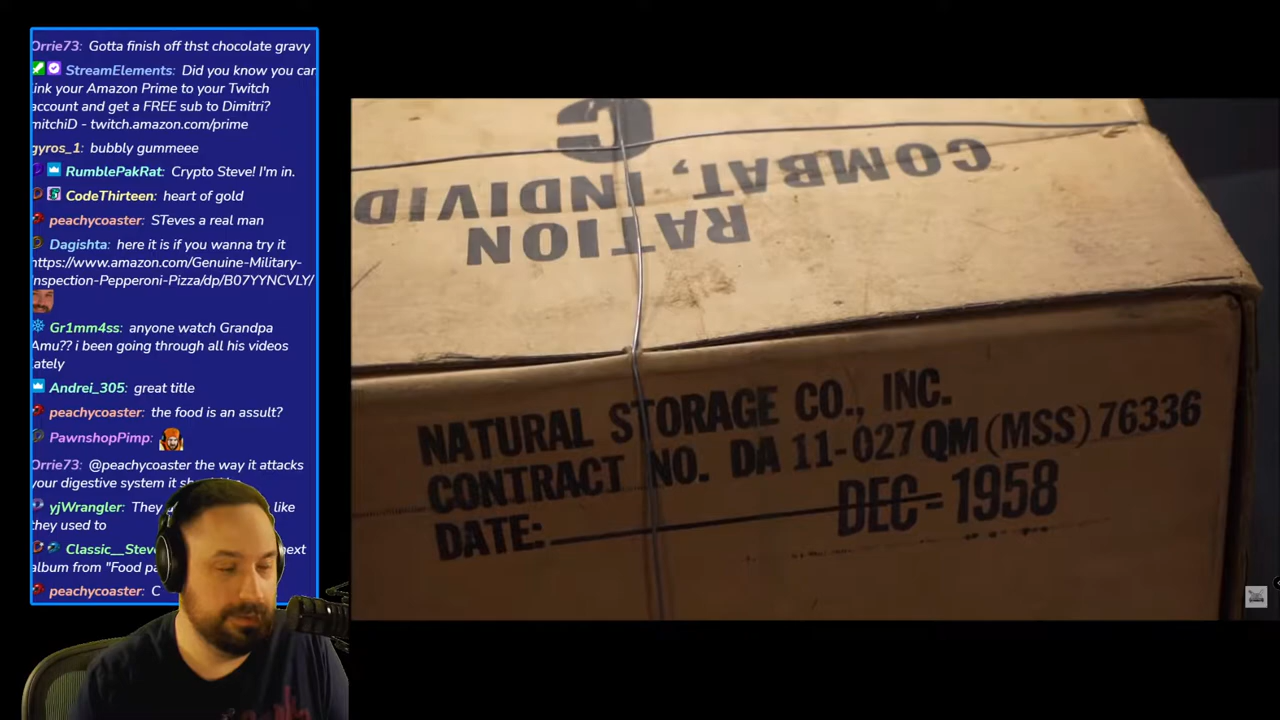 Orrie73: Gotta finish off thst chocolate gravy
StreamElements: Did you know you can
ink your Amazon Prime to your Twitch
account and get a FREE sub to Dimitri?
mitchiD - twitch.amazon.com/prime
gyros_1: bubbly gummeee
RumblePakRat: Crypto Steve! I'm in.
CodeThirteen: heart of gold
peachycoaster: STeves a real man
Dagishta: here it is if you wanna try it
https://www.amazon.com/Genuine-Military-
Inspection-Pepperoni-Pizza/dp/B07YYNCVLY/
Gr1mm4ss: anyone watch Grandpa
Amu?? i been going through all his videos
lately
Andrei_305: great title
peachycoaster: the food is an assult?
PawnshopPimp:
Orrie73: @peachycoaster the way it attacks
your digestive system it
yjWrangler: like
they used to
next
album from "Food
peachycoaster: C
C
COMBAT, INDIVID
RATION
NATURAL STORAGE CO., INC.
CONTRACT NO. DA 11-027 QM (MSS) 76336
DATE: DEC - 1958